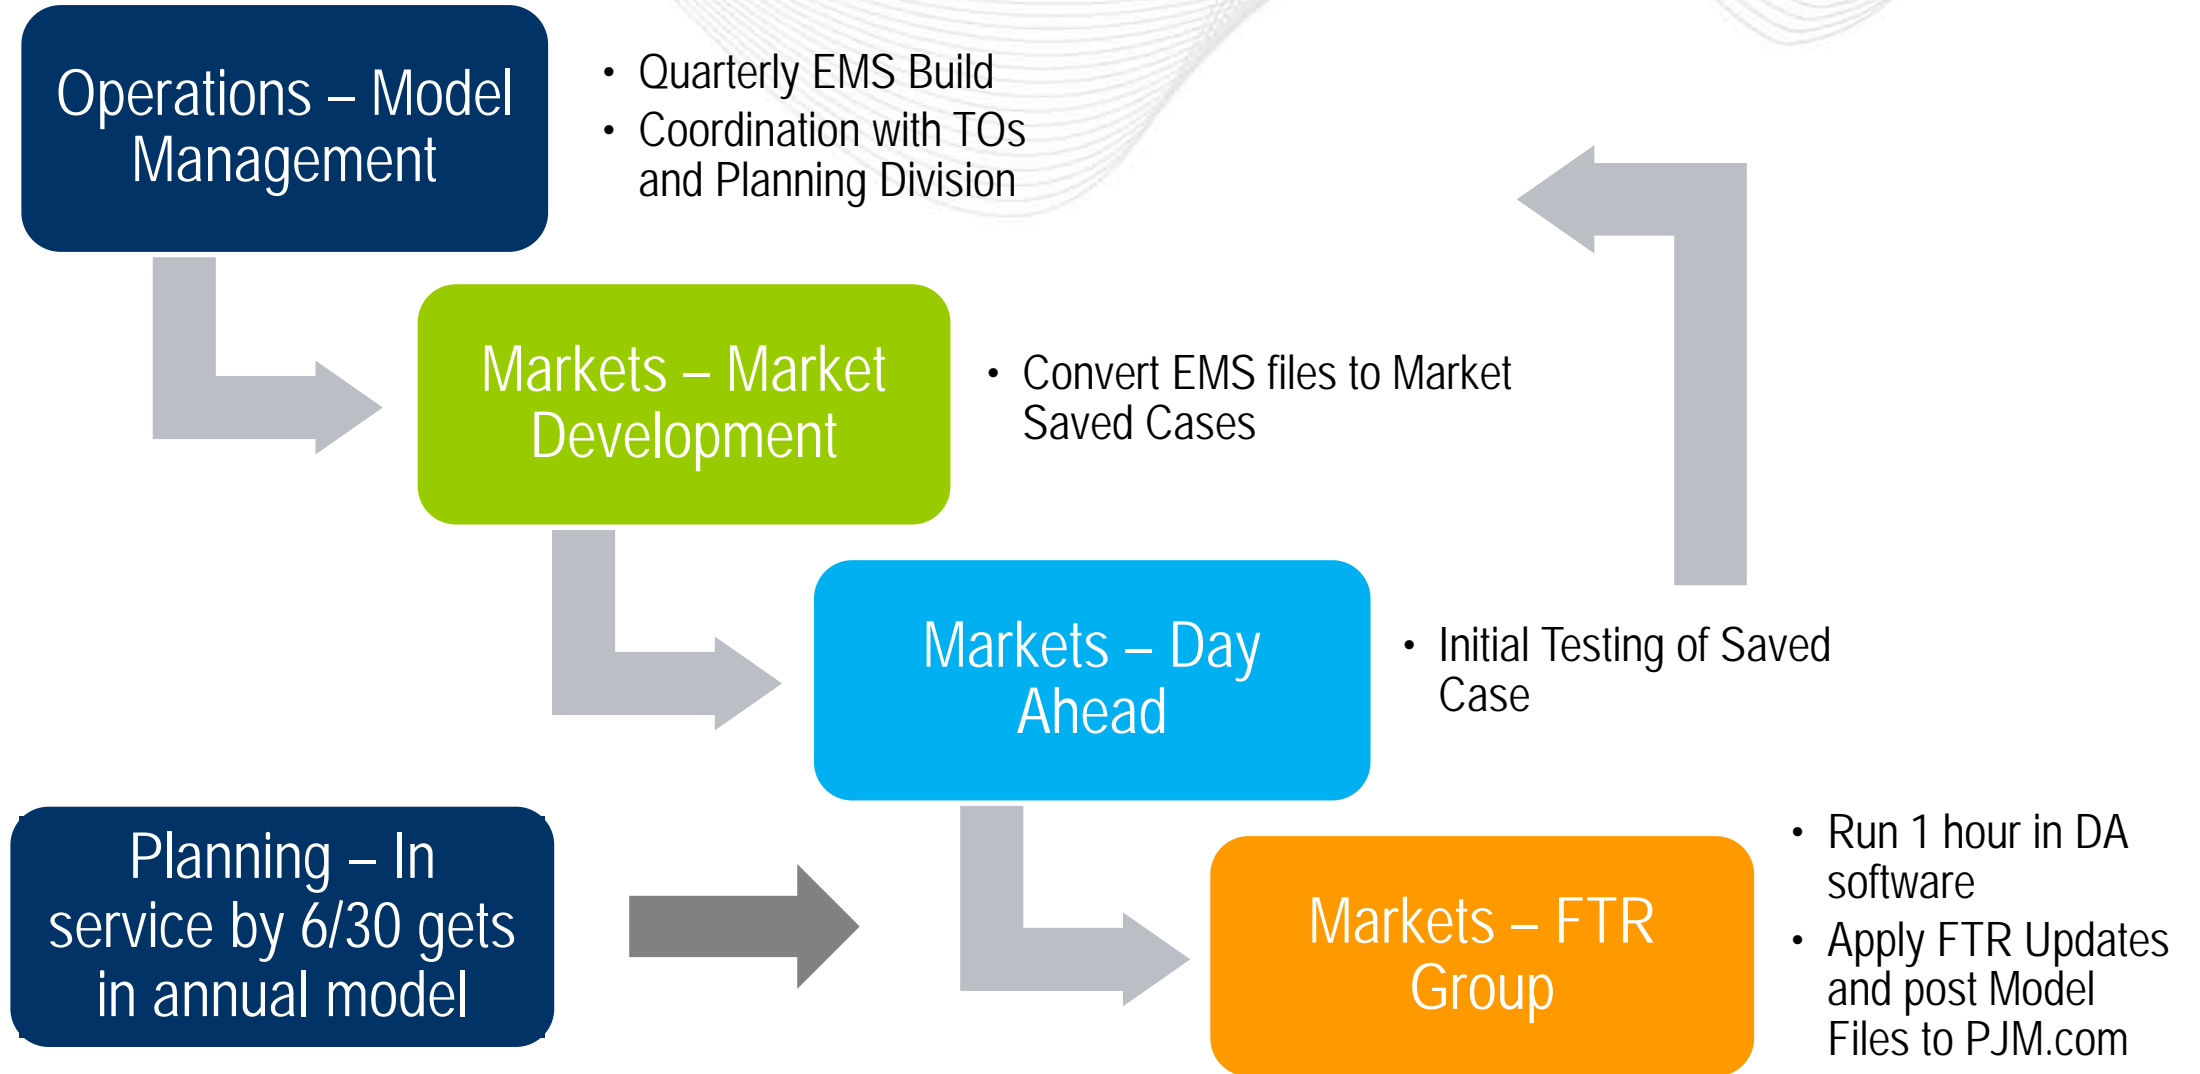 Operations – Model
Management
• Quarterly EMS Build
• Coordination with TOs
and Planning Division
Markets – Market
Development
• Convert EMS files to Market
Saved Cases
Markets – Day
Ahead
• Initial Testing of Saved
Case
Planning – In
service by 6/30 gets
in annual model
Markets – FTR
Group
• Run 1 hour in DA
software
• Apply FTR Updates
and post Model
Files to PJM.com